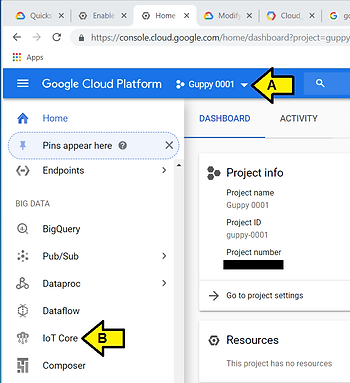 Quicks
Enable
Home
Modify
Cloud_
go
https://console.cloud.google.com/home/dashboard?project=guppy
Apps
Google Cloud Platform
Guppy 0001
A
Home
DASHBOARD
ACTIVITY
Pins appear here
Endpoints
BIG DATA
BigQuery
Pub/Sub
Dataproc
Dataflow
IoT Core
B
Composer
Project info
Project name
Guppy 0001
Project ID
guppy-0001
Project number
Go to project settings
Resources
This project has no resources